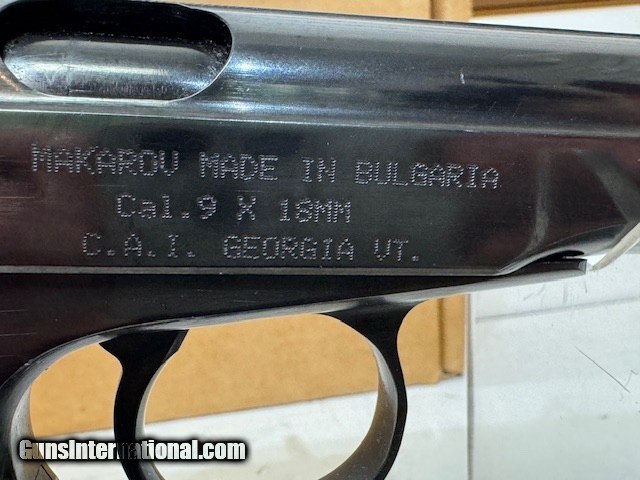 MAKAROV MADE IN BULGARIA
Cal.9 X 18MM
C.A.I. GEORGIA VT.
GunsInternational.com